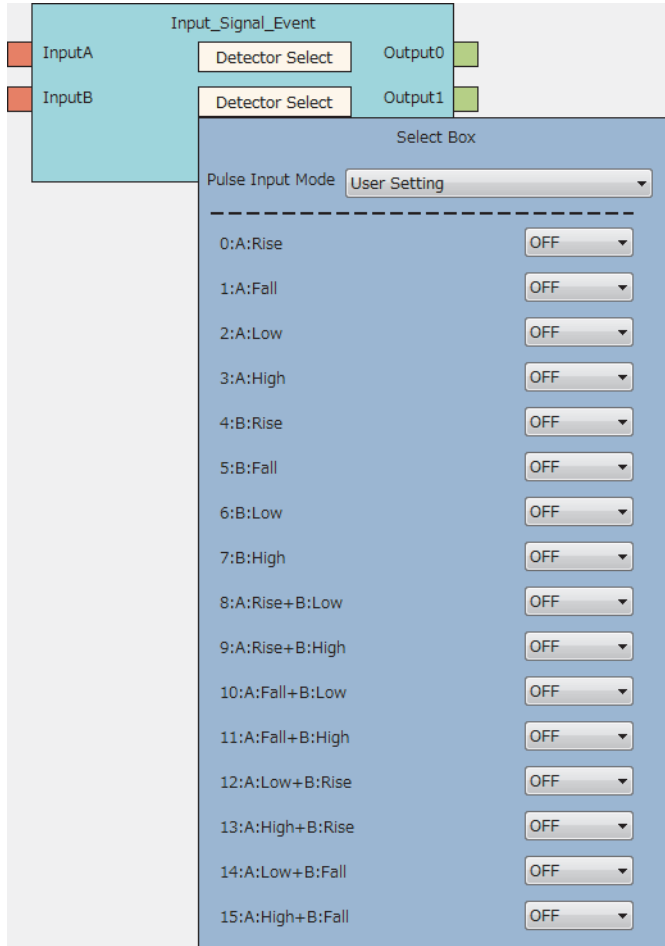 Input_Signal_Event
InputA Detector Select Output0
InputB Detector Select Output1
Select Box
Pulse Input Mode User Setting
0:A:Rise OFF
1:A:Fall OFF
2:A:Low OFF
3:A:High OFF
4:B:Rise OFF
5:B:Fall OFF
6:B:Low OFF
7:B:High OFF
8:A:Rise+B:Low OFF
9:A:Rise+B:High OFF
10:A:Fall+B:Low OFF
11:A:Fall+B:High OFF
12:A:Low+B:Rise OFF
13:A:High+B:Rise OFF
14:A:Low+B:Fall OFF
15:A:High+B:Fall OFF